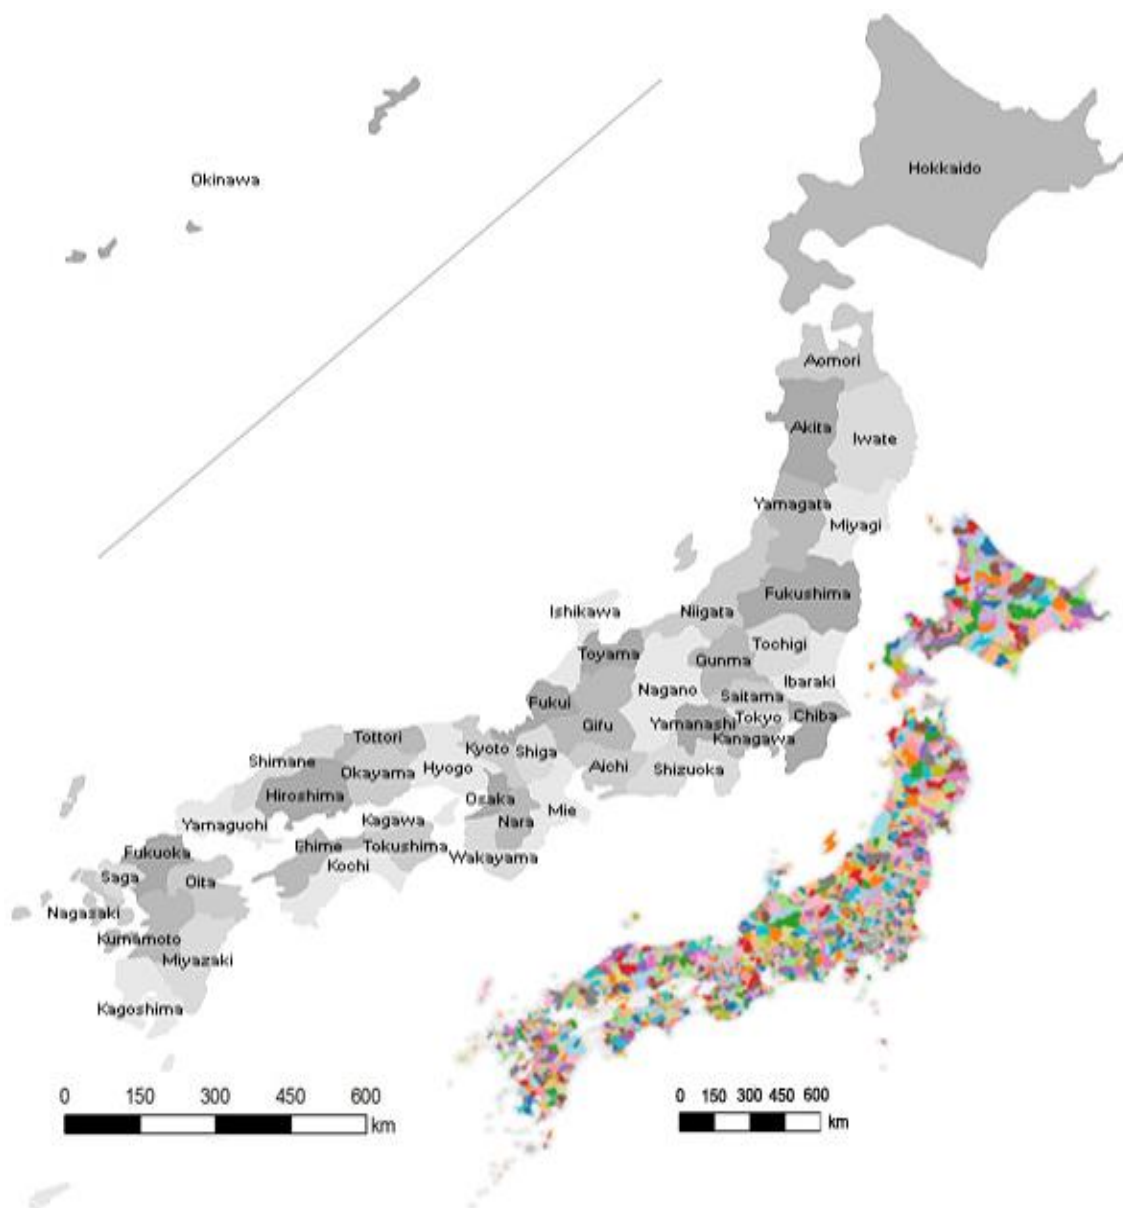 Hokkaido
Okinawa
Aomori
Akita
Iwate
Yamagata
Miyagi
Fukushima
Ishikawa
Niigata
Tochigi
Toyama
Gunma
Ibaraki
Nagano
Saitama
Fukui
Gifu
Yamanashi
Tokyo
Chiba
Kanagawa
Tottori
Kyoto
Shiga
Shimane
Okayama
Hyogo
Aichi
Shizuoka
Hiroshima
Osaka
Mie
Yamaguchi
Kagawa
Nara
Fukuoka
Ehime
Tokushima
Wakayama
Kochi
Saga
Oita
Nagasaki
Kumamoto
Miyazaki
Kagoshima
0 150 300 450 600
km
0 150 300 450 600
km